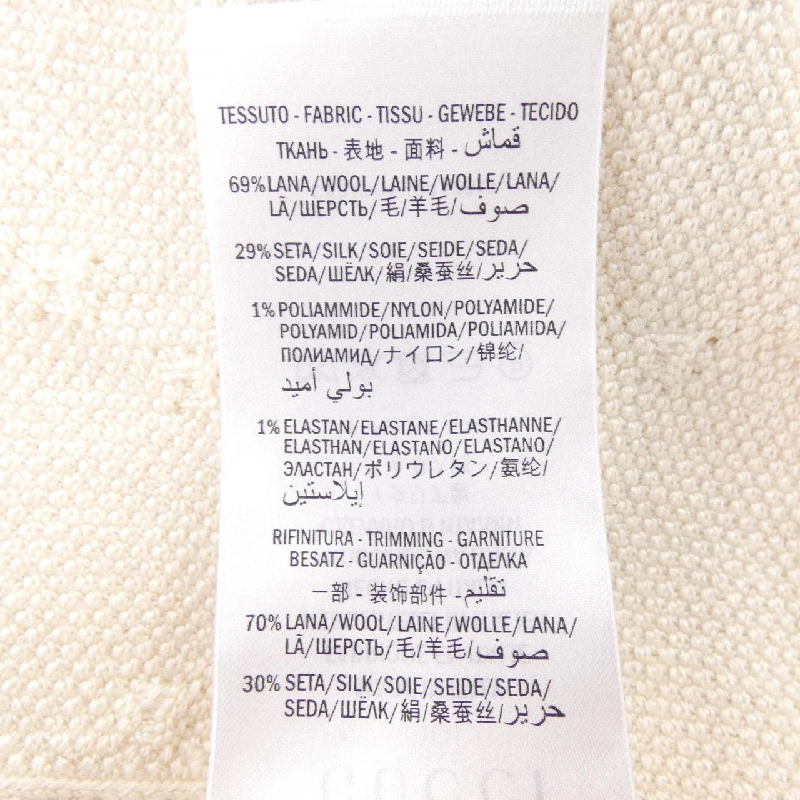 TESSUTO - FABRIC - TISSU - GEWEBE - TECIDO
ТКАНЬ - 表地 - 面料 - قماش
69% LANA/WOOL/LAINE/WOLLE/LANA/
LÃ/ШЕРСТЬ/毛/羊毛/صوف
29% SETA/SILK/SOIE/SEIDE/SEDA/
SEDA/ШЁЛК/絹/桑蚕丝/حرير
1% POLIAMMIDE/NYLON/POLYAMIDE/
POLYAMID/POLIAMIDA/POLIAMIDA/
ПОЛИАМИД/ナイロン/锦纶/
بولي أميد
1% ELASTAN/ELASTANE/ELASTHANNE/
ELASTHAN/ELASTANO/ELASTANO/
ЭЛАСТАН/ポリウレタン/氨纶/
إيلاستين
RIFINITURA - TRIMMING - GARNITURE
BESATZ - GUARNIÇÃO - ОТДЕЛКА
一部 - 装饰部件 - تقليم
70% LANA/WOOL/LAINE/WOLLE/LANA/
LÃ/ШЕРСТЬ/毛/羊毛/صوف
30% SETA/SILK/SOIE/SEIDE/SEDA/
SEDA/ШЁЛК/絹/桑蚕丝/حرير